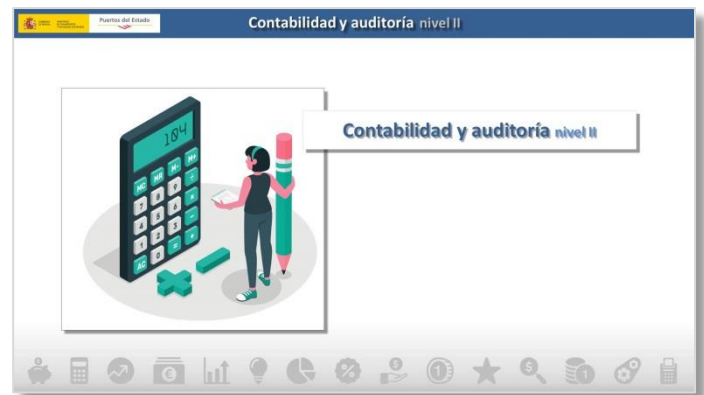 Puertos del Estado
Contabilidad y auditoría nivel II
Contabilidad y auditoría nivel II
104
MC MR M- M+
7 8 9 ÷
4 5 6
1 2 3 -
AC 0 = +